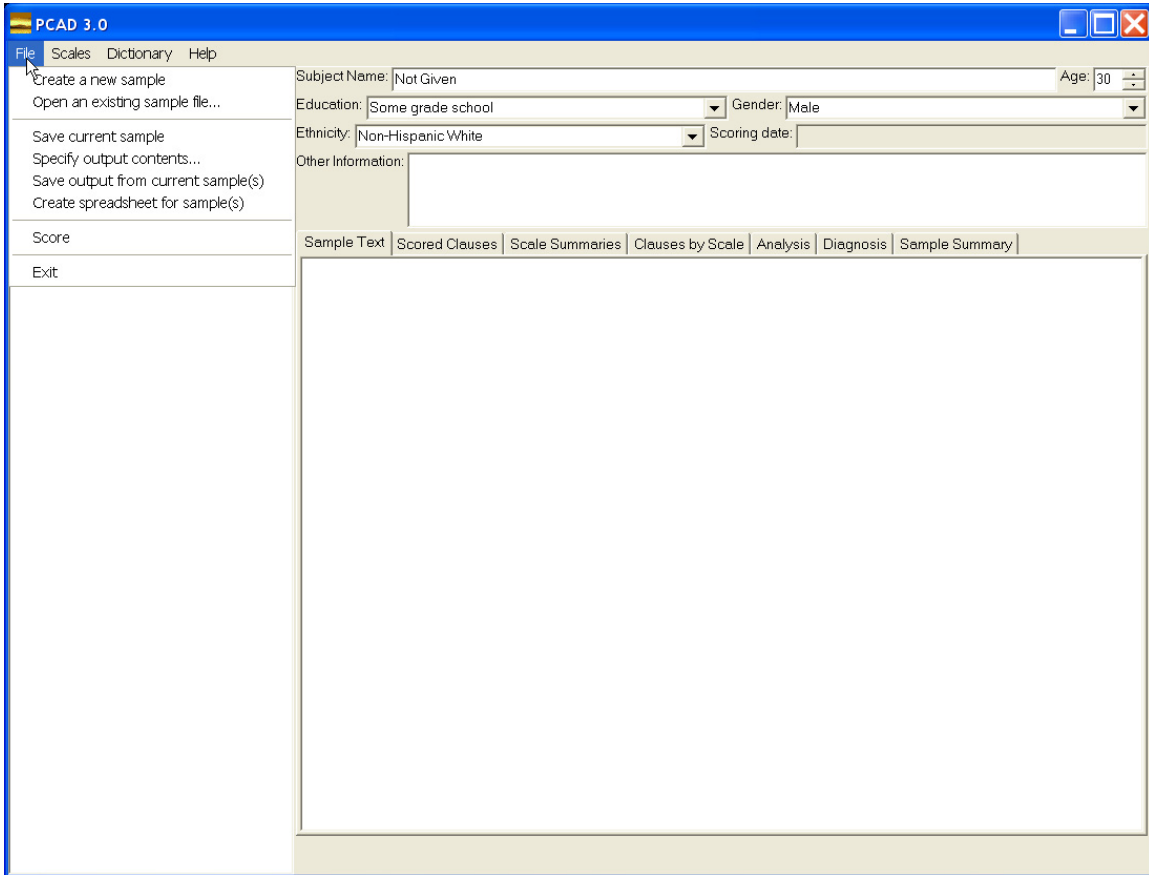 PCAD 3.0
File Scales Dictionary Help
Create a new sample
Open an existing sample file...
Save current sample
Specify output contents...
Save output from current sample(s)
Create spreadsheet for sample(s)
Score
Exit
Subject Name: Not Given Age: 30
Education: Some grade school Gender: Male
Ethnicity: Non-Hispanic White Scoring date:
Other Information:
Sample Text Scored Clauses Scale Summaries Clauses by Scale Analysis Diagnosis Sample Summary